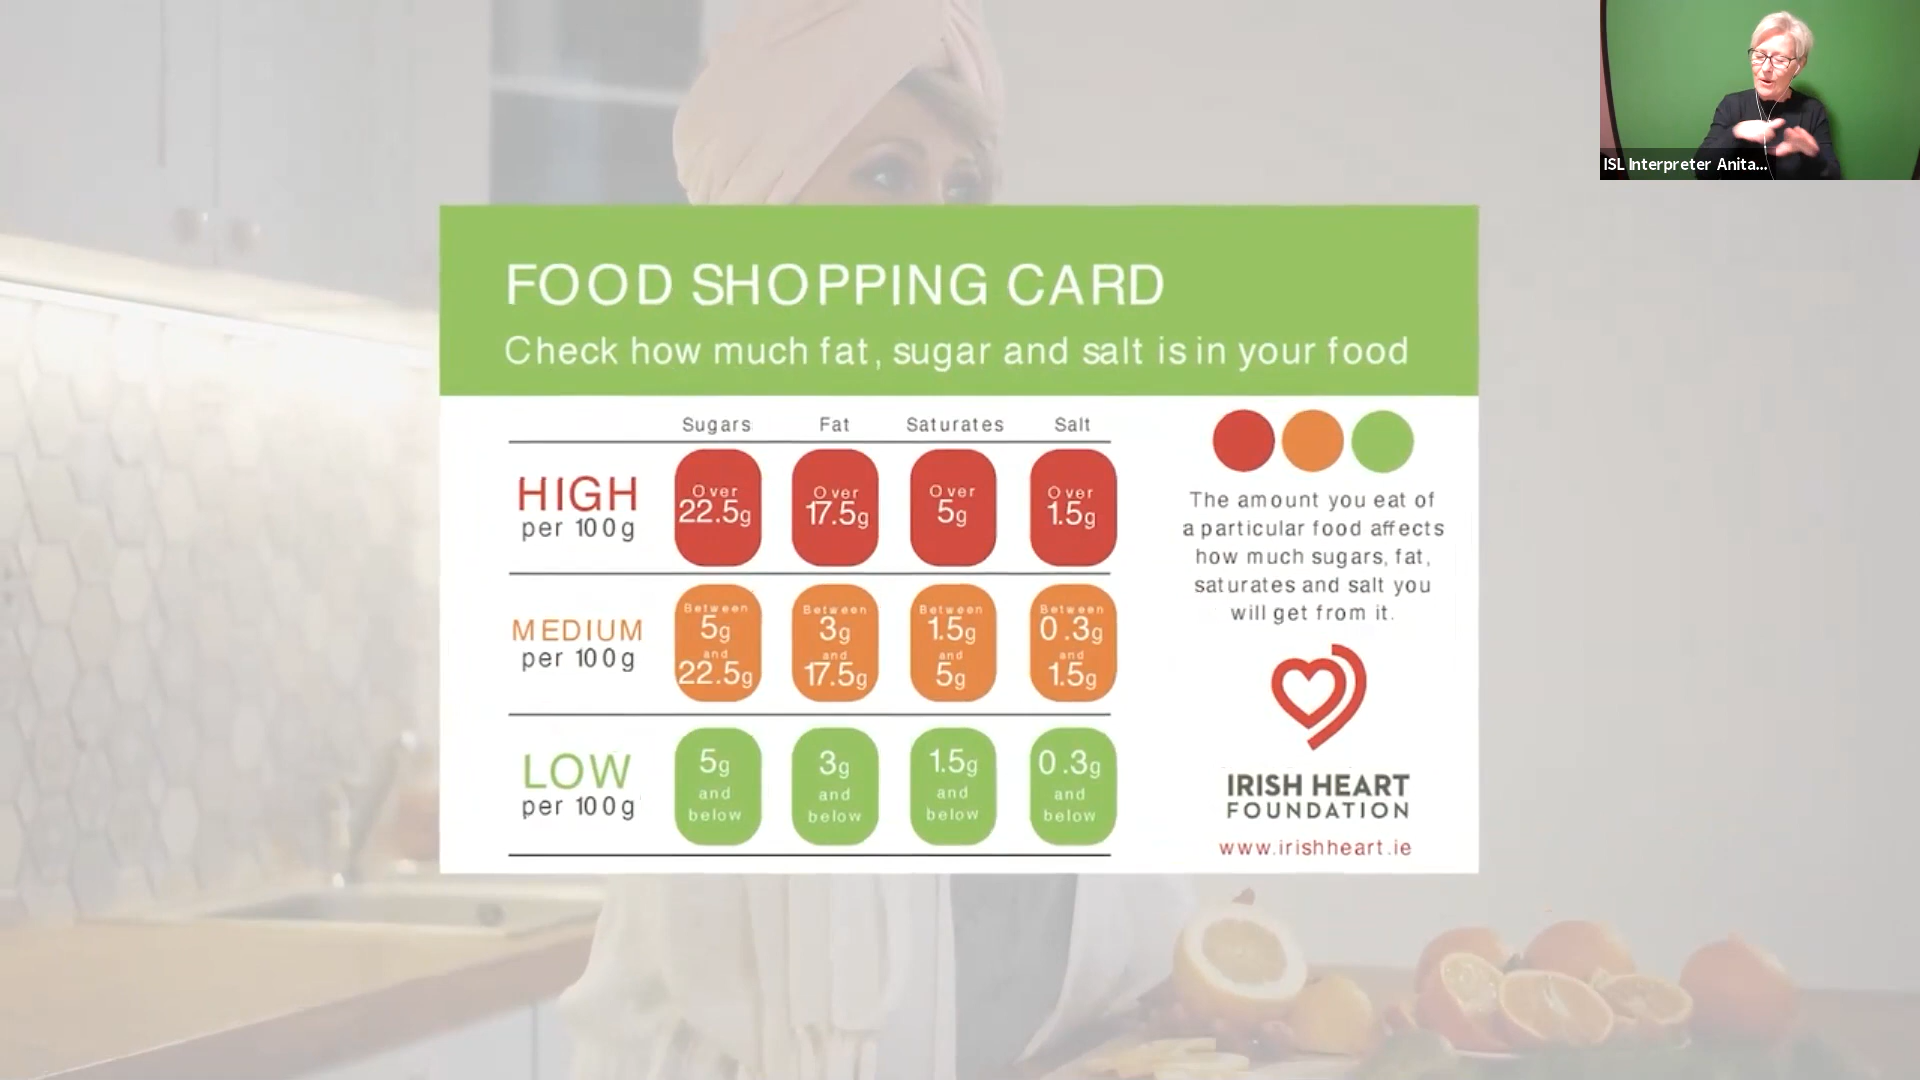 ISL Interpreter Anita...
FOOD SHOPPING CARD
Check how much fat, sugar and salt is in your food
Sugars Fat Saturates Salt
HIGH
per 100g
Over
22.5g
Over
17.5g
Over
5g
Over
1.5g
MEDIUM
per 100g
Between
5g
and
22.5g
Between
3g
and
17.5g
Between
1.5g
and
5g
Between
0.3g
and
1.5g
LOW
per 100g
5g
and
below
3g
and
below
1.5g
and
below
0.3g
and
below
The amount you eat of
a particular food affects
how much sugars, fat,
saturates and salt you
will get from it.
IRISH HEART
FOUNDATION
www.irishheart.ie